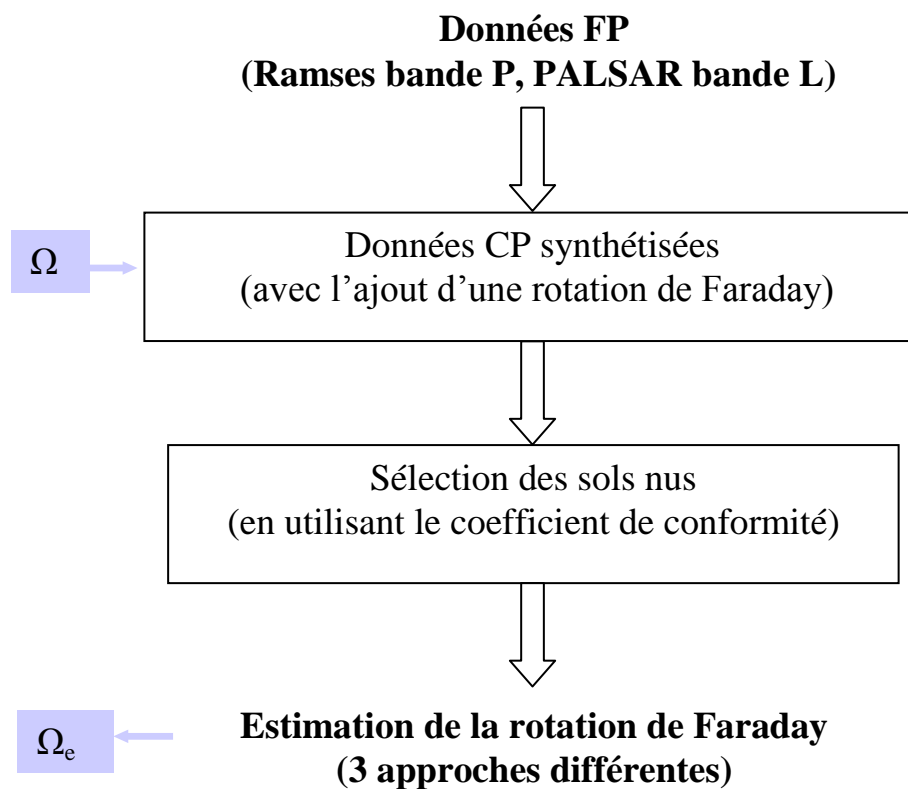 Données FP
(Ramses bande P, PALSAR bande L)
Ω
Données CP synthétisées
(avec l’ajout d’une rotation de Faraday)
Sélection des sols nus
(en utilisant le coefficient de conformité)
Ωe
Estimation de la rotation de Faraday
(3 approches différentes)